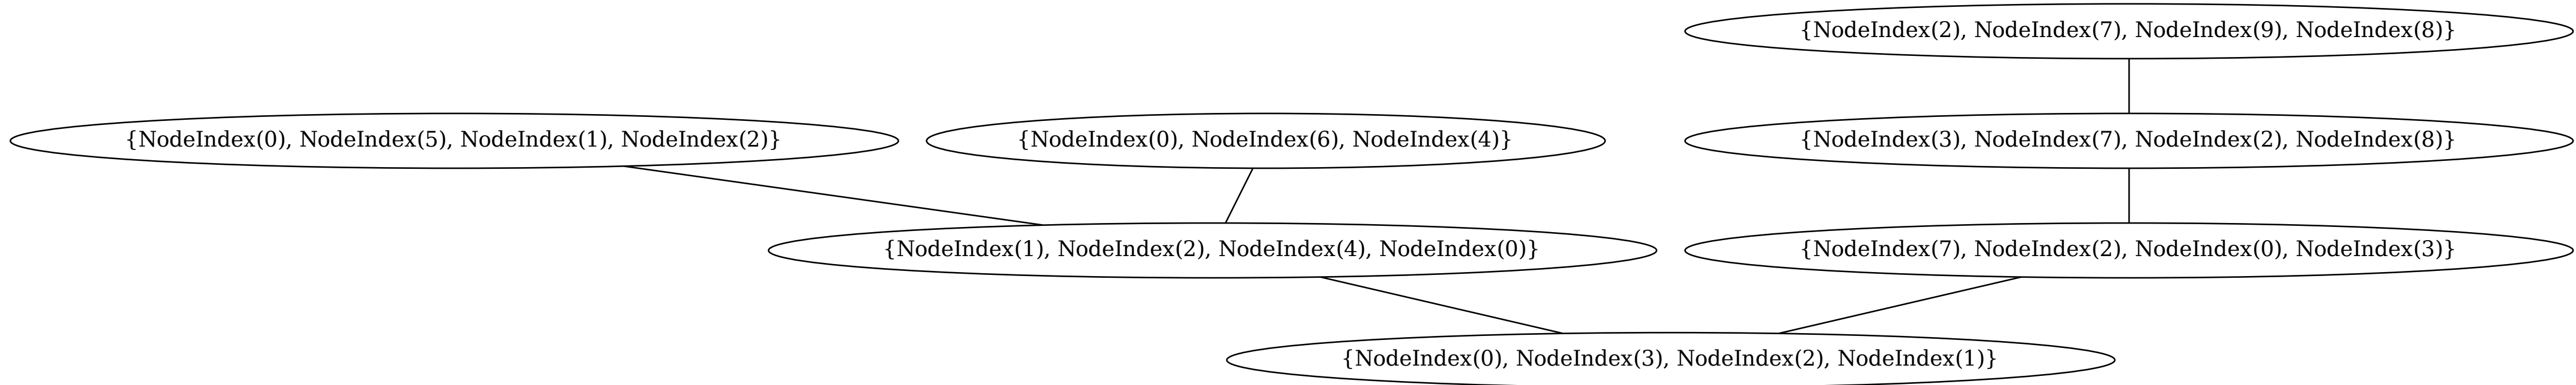 {NodeIndex(2), NodeIndex(7), NodeIndex(9), NodeIndex(8)}
{NodeIndex(0), NodeIndex(5), NodeIndex(1), NodeIndex(2)}
{NodeIndex(0), NodeIndex(6), NodeIndex(4)}
{NodeIndex(3), NodeIndex(7), NodeIndex(2), NodeIndex(8)}
{NodeIndex(1), NodeIndex(2), NodeIndex(4), NodeIndex(0)}
{NodeIndex(7), NodeIndex(2), NodeIndex(0), NodeIndex(3)}
{NodeIndex(0), NodeIndex(3), NodeIndex(2), NodeIndex(1)}